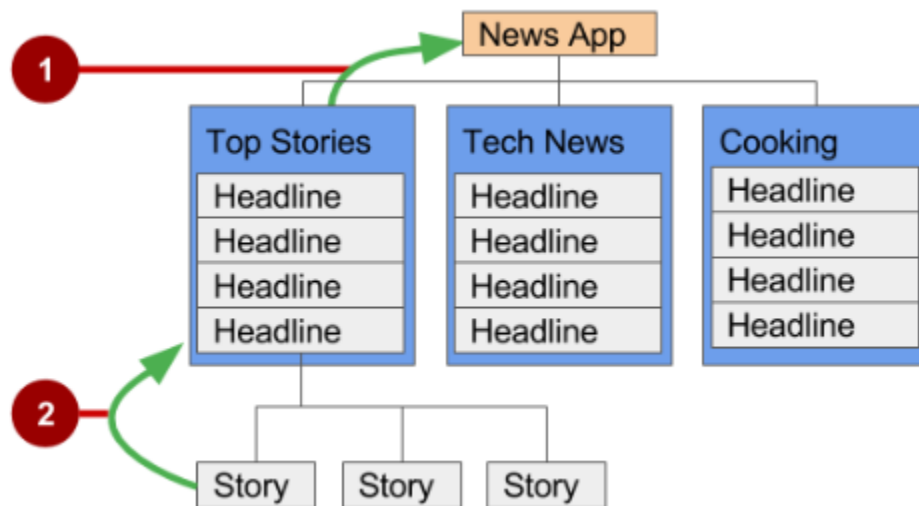 News App
1
Top Stories
Headline
Headline
Headline
Headline
Tech News
Headline
Headline
Headline
Headline
Cooking
Headline
Headline
Headline
Headline
2
Story
Story
Story